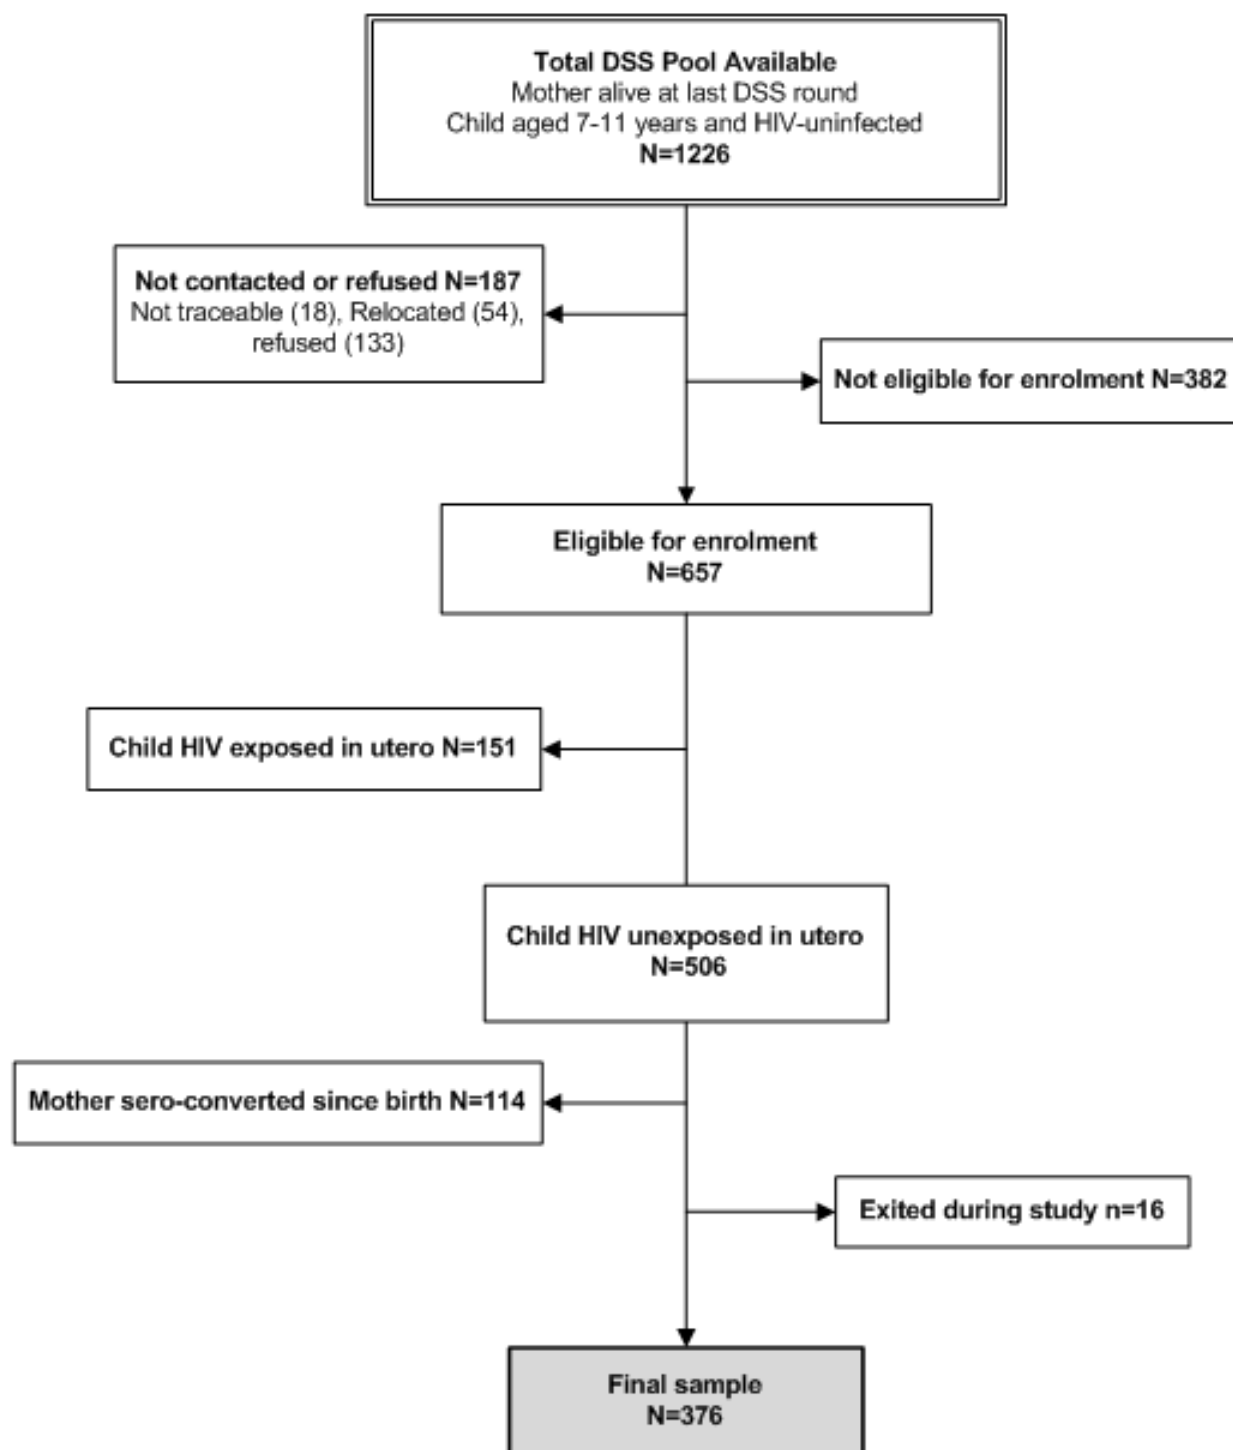 Total DSS Pool Available
Mother alive at last DSS round
Child aged 7-11 years and HIV-uninfected
N=1226
Not contacted or refused N=187
Not traceable (18), Relocated (54),
refused (133)
Not eligible for enrolment N=382
Eligible for enrolment
N=657
Child HIV exposed in utero N=151
Child HIV unexposed in utero
N=506
Mother sero-converted since birth N=114
Exited during study n=16
Final sample
N=376